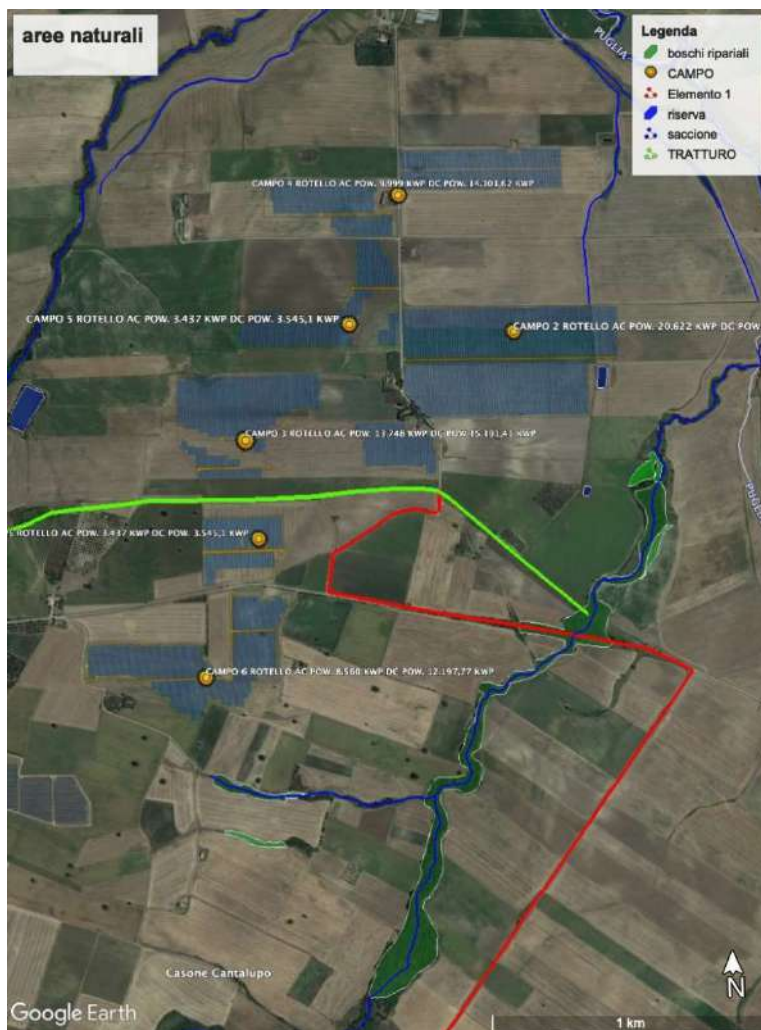 aree naturali
Legenda
boschi ripariali
CAMPO
Elemento 1
riserva
saccione
TRATTURO
PUGLIA
CAMPO 4 ROTELLO AC POW. 9.999 KWP DC POW. 14.301,62 KWP
CAMPO 5 ROTELLO AC POW. 3.437 KWP DC POW. 3.545,1 KWP
CAMPO 2 ROTELLO AC POW. 20.622 KWP DC POW
CAMPO 3 ROTELLO AC POW. 13.748 KWP DC POW 15.191,41 KWP
ROTELLO AC POW. 3.437 KWP DC POW. 3.545,1 KWP
CAMPO 6 ROTELLO AC POW. 8.560 KWP DC POW. 12.197,77 KWP
Casone Cantalupo
N
Google Earth
1 km